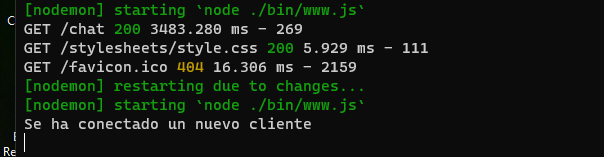 [nodemon] starting `node ./bin/www.js`
GET /chat 200 3483.280 ms - 269
GET /stylesheets/style.css 200 5.929 ms - 111
GET /favicon.ico 404 16.306 ms - 2159
[nodemon] restarting due to changes...
[nodemon] starting `node ./bin/www.js`
Se ha conectado un nuevo cliente